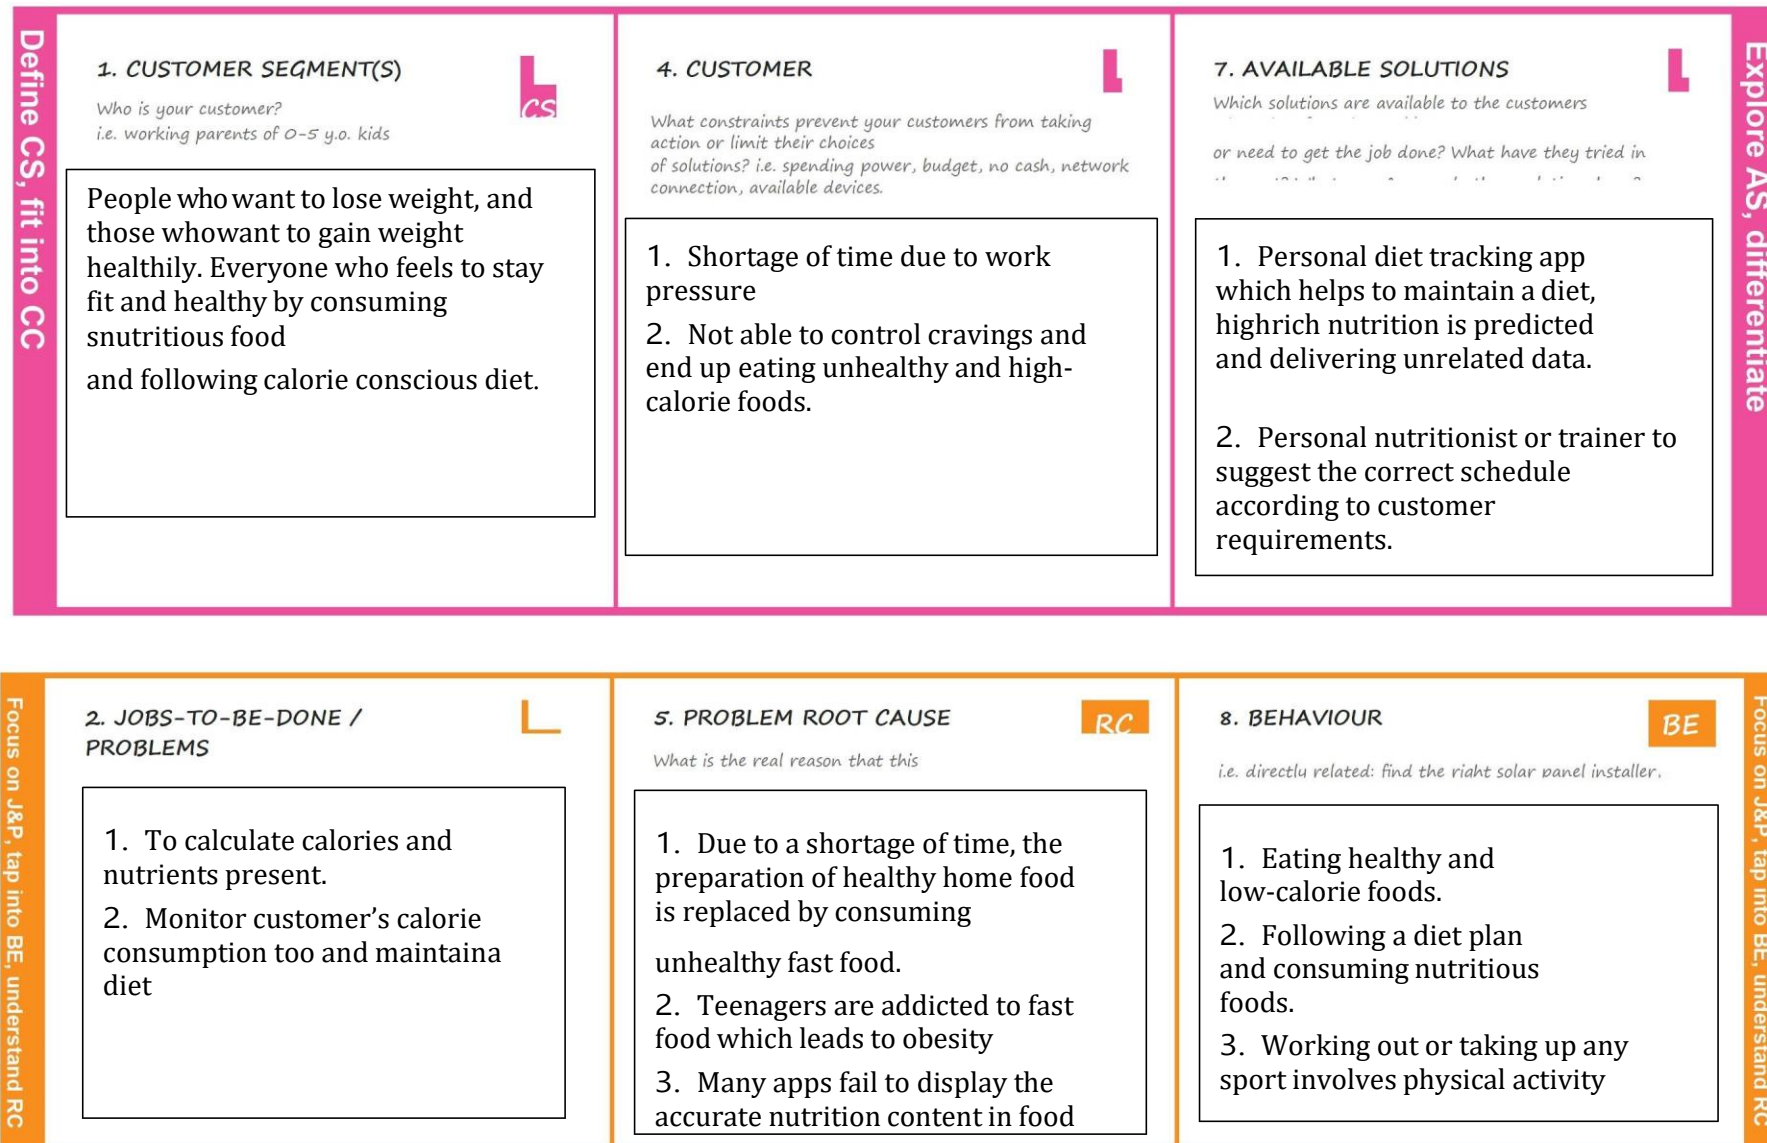 Define CS, fit into CC
1. CUSTOMER SEGMENT(S)
CS
Who is your customer?
i.e. working parents of 0-5 y.o. kids
People who want to lose weight, and
those whowant to gain weight
healthily. Everyone who feels to stay
fit and healthy by consuming
snutritious food
and following calorie conscious diet.
4. CUSTOMER
What constraints prevent your customers from taking
action or limit their choices
of solutions? i.e. spending power, budget, no cash, network
connection, available devices.
1. Shortage of time due to work
pressure
2. Not able to control cravings and
end up eating unhealthy and high-
calorie foods.
7. AVAILABLE SOLUTIONS
Which solutions are available to the customers
or need to get the job done? What have they tried in
1. Personal diet tracking app
which helps to maintain a diet,
highrich nutrition is predicted
and delivering unrelated data.
2. Personal nutritionist or trainer to
suggest the correct schedule
according to customer
requirements.
Explore AS, differentiate
Focus on J&P, tap into BE, understand RC
2. JOBS-TO-BE-DONE /
PROBLEMS
1. To calculate calories and
nutrients present.
2. Monitor customer’s calorie
consumption too and maintaina
diet
5. PROBLEM ROOT CAUSE
RC
What is the real reason that this
1. Due to a shortage of time, the
preparation of healthy home food
is replaced by consuming
unhealthy fast food.
2. Teenagers are addicted to fast
food which leads to obesity
3. Many apps fail to display the
accurate nutrition content in food
8. BEHAVIOUR
BE
i.e. directly related: find the right solar panel installer,
1. Eating healthy and
low-calorie foods.
2. Following a diet plan
and consuming nutritious
foods.
3. Working out or taking up any
sport involves physical activity
Focus on J&P, tap into BE, understand RC